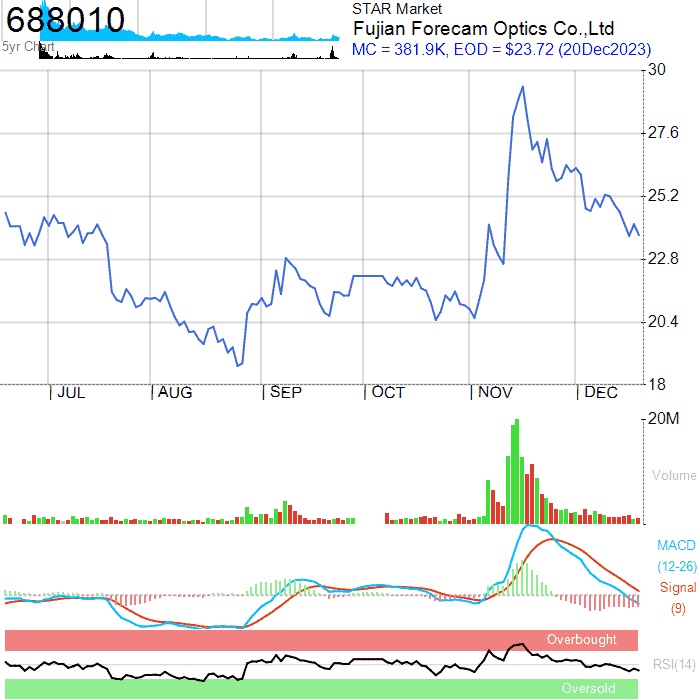 688010
STAR Market
Fujian Forecam Optics Co.,Ltd
5yr Chart
MC = 381.9K, EOD = $23.72 (20Dec2023)
30
27.6
25.2
22.8
20.4
18
JUL AUG SEP OCT NOV DEC
20M
Volume
MACD
(12-26)
Signal
(9)
Overbought
RSI(14)
Oversold